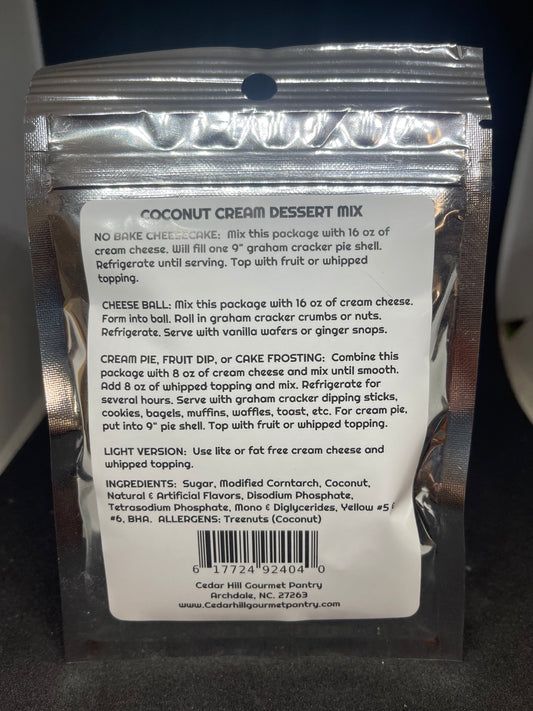 COCONUT CREAM DESSERT MIX
NO BAKE CHEESECAKE: Mix this package with 16 oz of
cream cheese. Will fill one 9" graham cracker pie shell.
Refrigerate until serving. Top with fruit or whipped
topping.
CHEESE BALL: Mix this package with 16 oz of cream cheese.
Form into ball. Roll in graham cracker crumbs or nuts.
Refrigerate. Serve with vanilla wafers or ginger snaps.
CREAM PIE, FRUIT DIP, or CAKE FROSTING: Combine this
package with 8 oz of cream cheese and mix until smooth.
Add 8 oz of whipped topping and mix. Refrigerate for
several hours. Serve with graham cracker dipping sticks,
cookies, bagels, muffins, waffles, toast, etc. For cream pie,
put into 9" pie shell. Top with fruit or whipped topping.
LIGHT VERSION: Use lite or fat free cream cheese and
whipped topping.
INGREDIENTS: Sugar, Modified Corntarch, Coconut,
Natural & Artificial Flavors, Disodium Phosphate,
Tetrasodium Phosphate, Mono & Diglycerides, Yellow #5 &
#6, BHA. ALLERGENS: Treenuts (Coconut)
6 17724 92404 0
Cedar Hill Gourmet Pantry
Archdale, NC. 27263
www.Cedarhillgourmetpantry.com